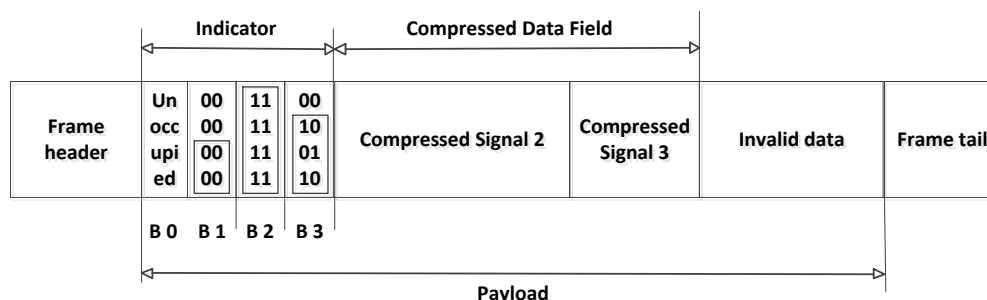 Indicator
Compressed Data Field
Frame header
Un 00 11 00
occ 00 11 10
upi 00 11 01
ed 00 11 10
Compressed Signal 2
Compressed
Signal 3
Invalid data
Frame tail
B 0 B 1 B 2 B 3
Payload